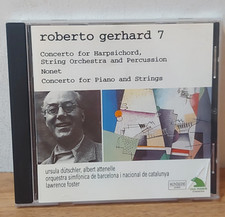 roberto gerhard 7
Concerto for Harpsichord,
String Orchestra and Percussion
Nonet
Concerto for Piano and Strings
ursula dütschler, albert attenelle
orquestra simfònica de barcelona i nacional de catalunya
lawrence foster